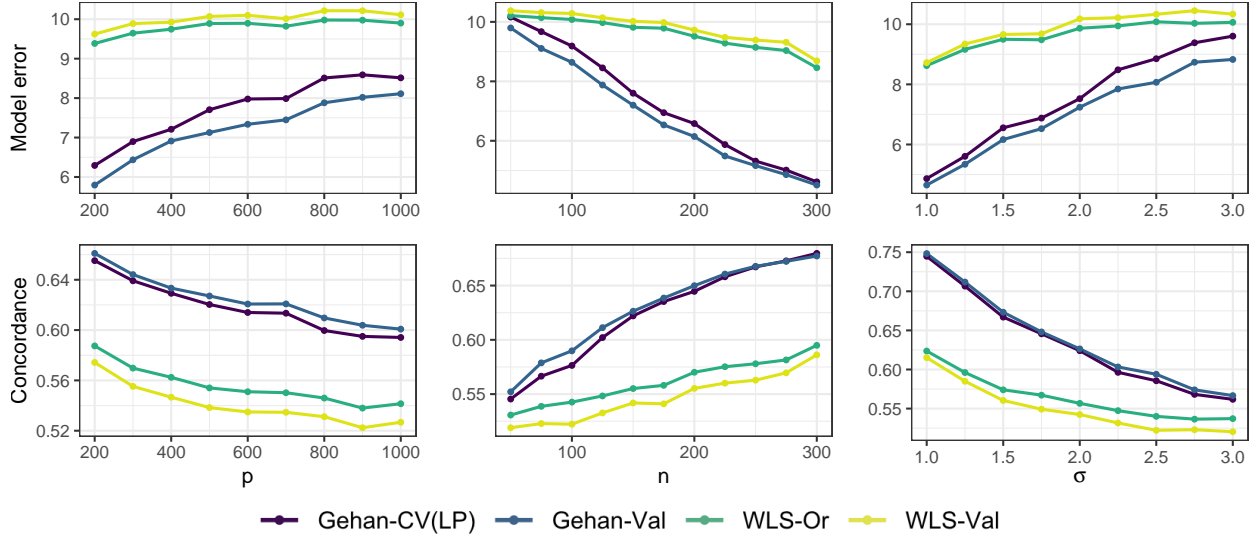 Model error
10
9
8
7
6
200 400 600 800 1000
10
8
6
100 200 300
10
8
6
1.0 1.5 2.0 2.5 3.0
Concordance
0.64
0.60
0.56
0.52
200 400 600 800 1000
p
0.65
0.60
0.55
100 200 300
n
0.75
0.70
0.65
0.60
0.55
1.0 1.5 2.0 2.5 3.0
σ
Gehan-CV(LP) Gehan-Val WLS-Or WLS-Val